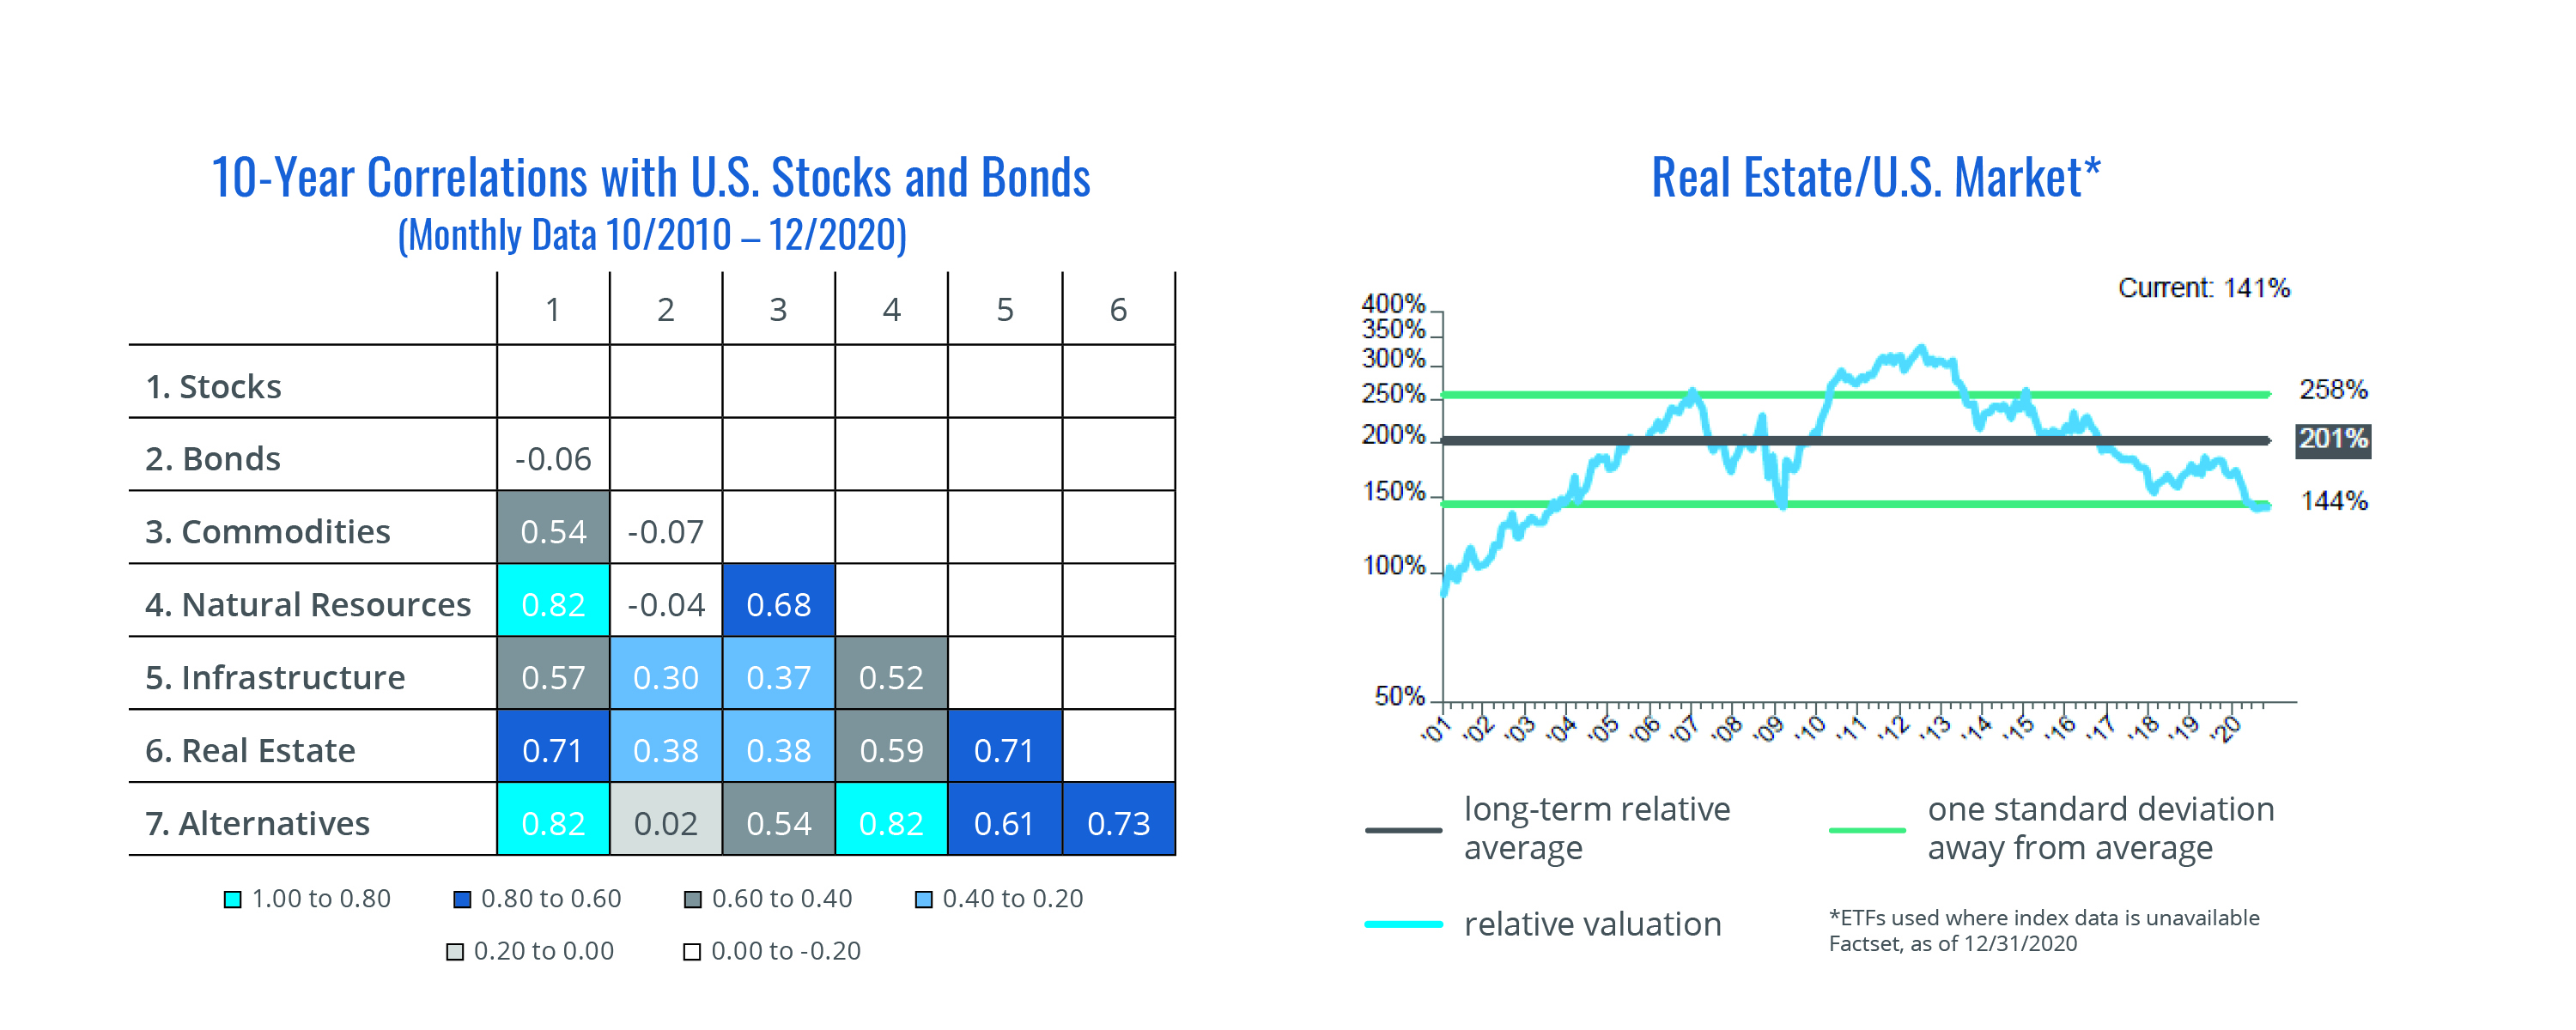 10-Year Correlations with U.S. Stocks and Bonds
(Monthly Data 10/2010 – 12/2020)
1 2 3 4 5 6
1. Stocks
2. Bonds -0.06
3. Commodities 0.54 -0.07
4. Natural Resources 0.82 -0.04 0.68
5. Infrastructure 0.57 0.30 0.37 0.52
6. Real Estate 0.71 0.38 0.38 0.59 0.71
7. Alternatives 0.82 0.02 0.54 0.82 0.61 0.73
1.00 to 0.80 0.80 to 0.60 0.60 to 0.40 0.40 to 0.20
0.20 to 0.00 0.00 to -0.20
Real Estate/U.S. Market*
Current: 141%
400%
350%
300%
250%
200%
150%
100%
50%
258%
201%
144%
'01 '02 '03 '04 '05 '06 '07 '08 '09 '10 '11 '12 '13 '14 '15 '16 '17 '18 '19 '20
long-term relative
average
one standard deviation
away from average
relative valuation
*ETFs used where index data is unavailable
Factset, as of 12/31/2020